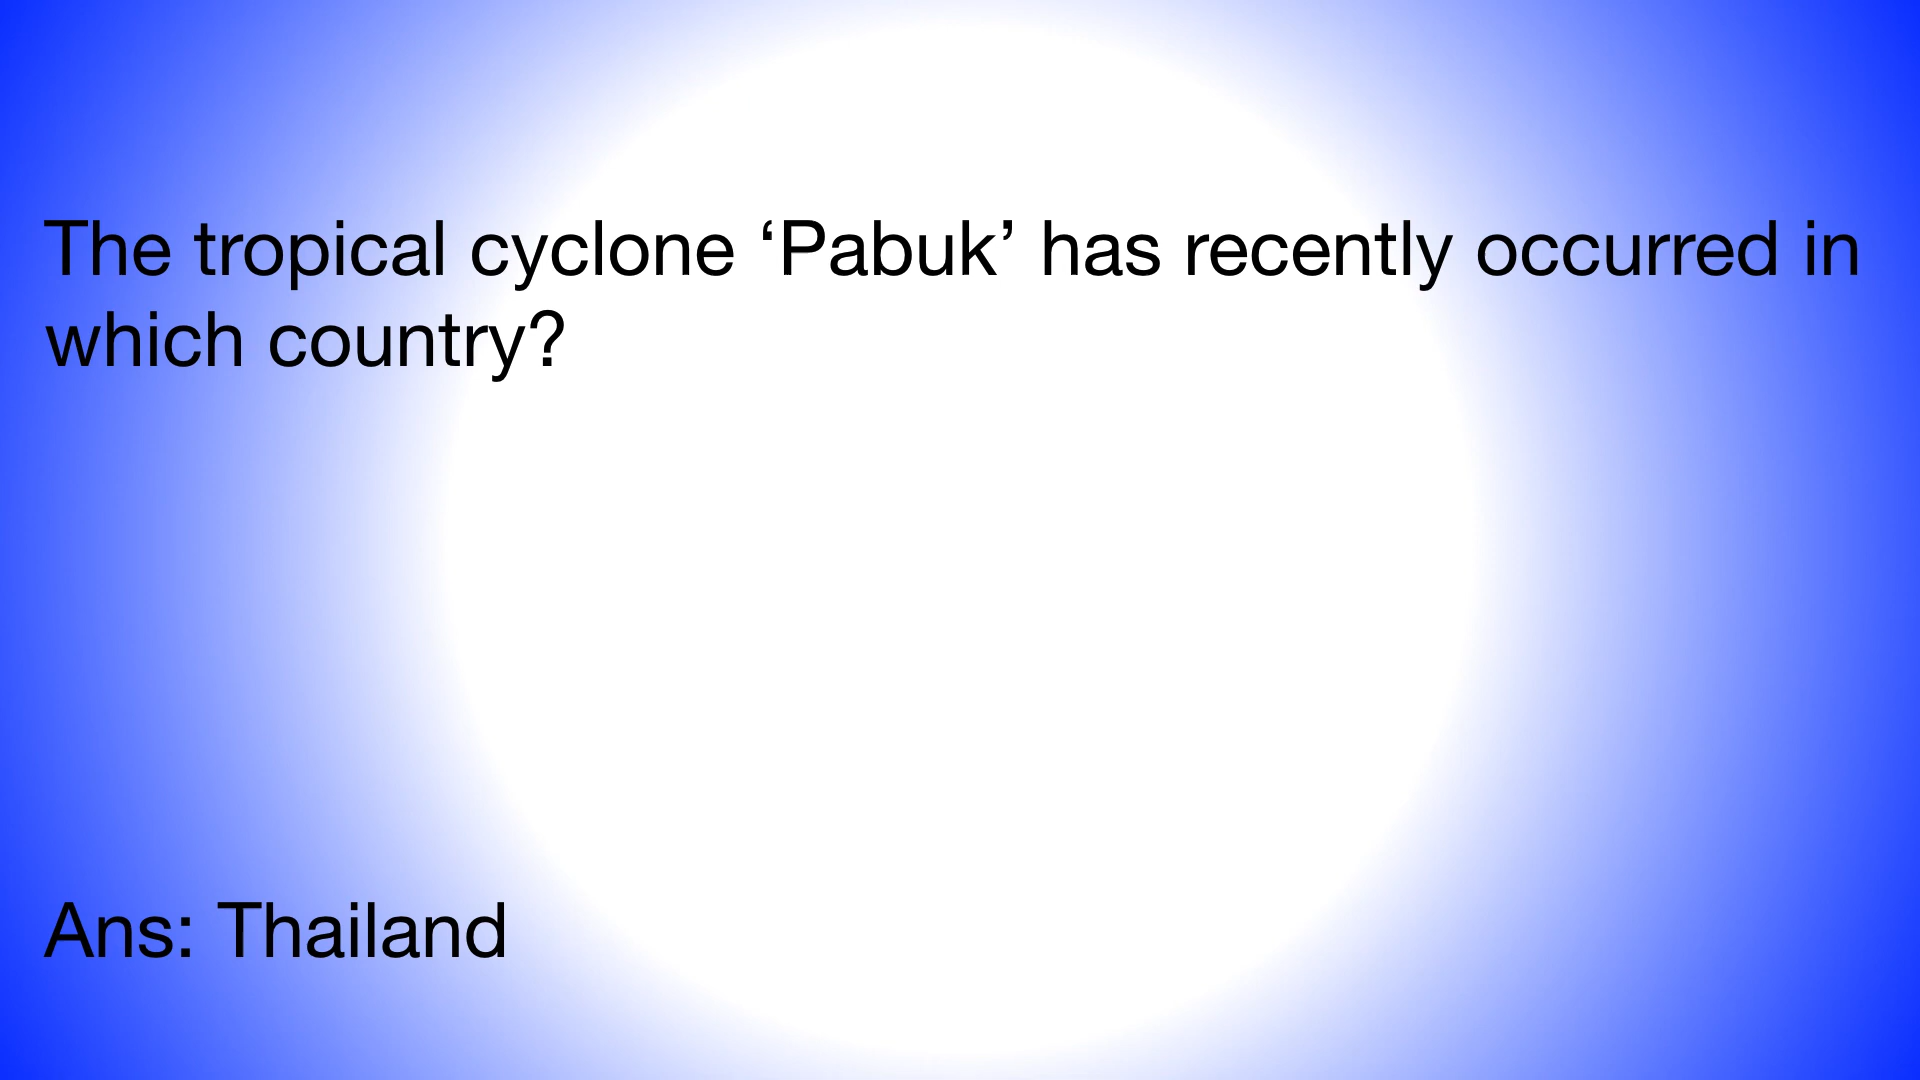 The tropical cyclone ‘Pabuk’ has recently occurred in
which country?
Ans: Thailand